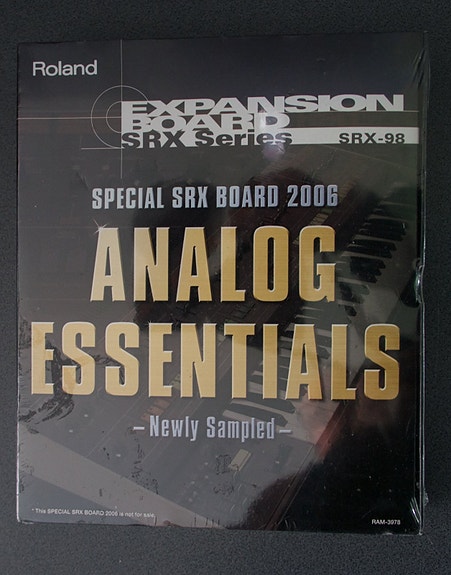 Roland
EXPANSION
BOARD
SRX Series
SRX-98
SPECIAL SRX BOARD 2006
ANALOG
ESSENTIALS
–Newly Sampled–
* This SPECIAL SRX BOARD 2006 is not for sale.
RAM-3978